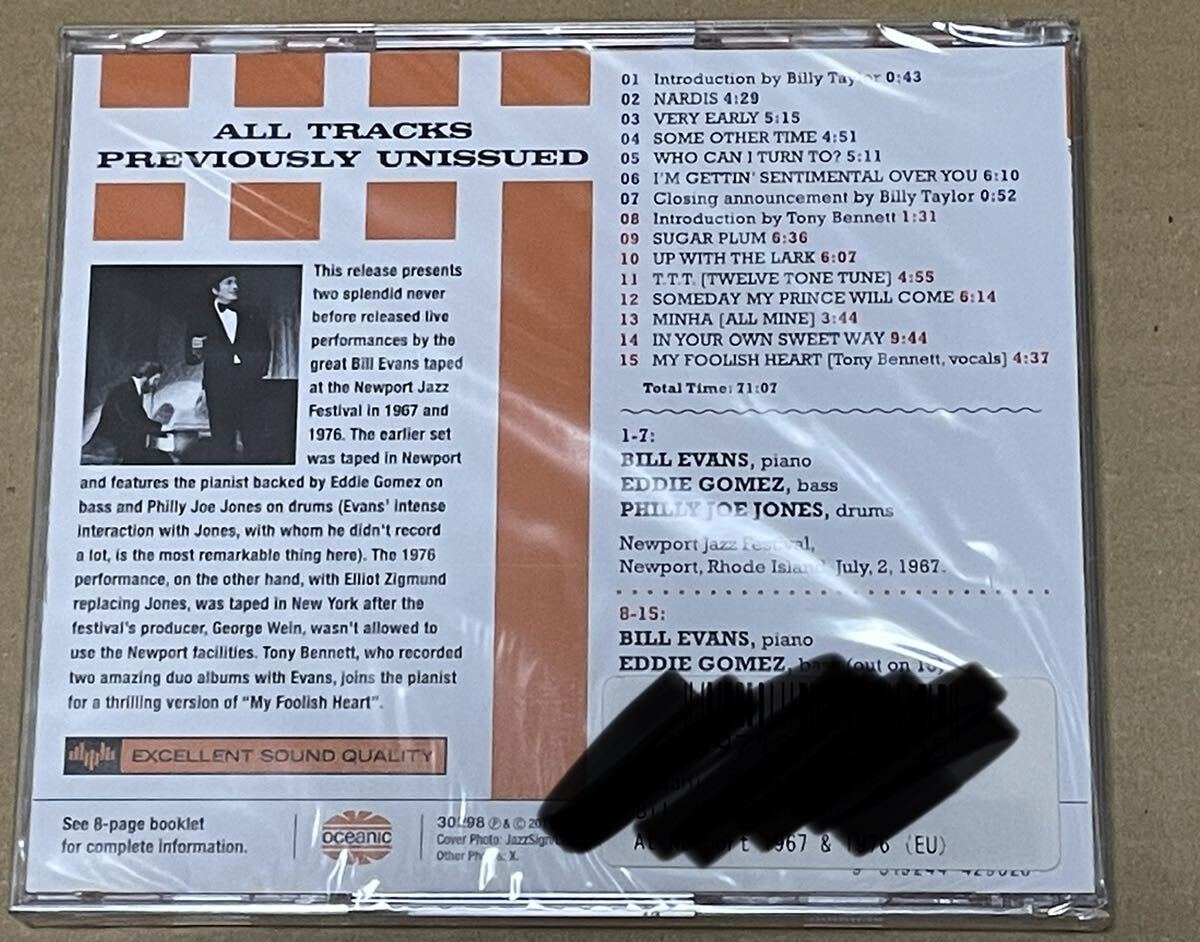 ALL TRACKS
PREVIOUSLY UNISSUED
This release presents
two splendid never
before released live
performances by the
great Bill Evans taped
at the Newport Jazz
Festival in 1967 and
1976. The earlier set
was taped in Newport
and features the pianist backed by Eddie Gomez on
bass and Philly Joe Jones on drums (Evans' intense
interaction with Jones, with whom he didn't record
a lot, is the most remarkable thing here). The 1976
performance, on the other hand, with Elliot Zigmund
replacing Jones, was taped in New York after the
festival's producer, George Wein, wasn't allowed to
use the Newport facilities. Tony Bennett, who recorded
two amazing duo albums with Evans, joins the pianist
for a thrilling version of "My Foolish Heart".
EXCELLENT SOUND QUALITY
See 8-page booklet
for complete information.
oceanic
℗ & ©
Cover Photo:
Other
01 Introduction by Billy Taylor 0:43
02 NARDIS 4:29
03 VERY EARLY 5:15
04 SOME OTHER TIME 4:51
05 WHO CAN I TURN TO? 5:11
06 I'M GETTIN' SENTIMENTAL OVER YOU 6:10
07 Closing announcement by Billy Taylor 0:52
08 Introduction by Tony Bennett 1:31
09 SUGAR PLUM 6:36
10 UP WITH THE LARK 6:07
11 T.T.T. [TWELVE TONE TUNE] 4:55
12 SOMEDAY MY PRINCE WILL COME 6:14
13 MINHA [ALL MINE] 3:44
14 IN YOUR OWN SWEET WAY 9:44
15 MY FOOLISH HEART [Tony Bennett, vocals] 4:37
Total Time: 71:07
1-7:
BILL EVANS, piano
EDDIE GOMEZ, bass
PHILLY JOE JONES, drums
Newport Jazz Festival,
Newport, Rhode Island, July, 2, 1967.
8-15:
BILL EVANS, piano
EDDIE GOMEZ, bass (out on
At Newport 1967 & 1976 (EU)